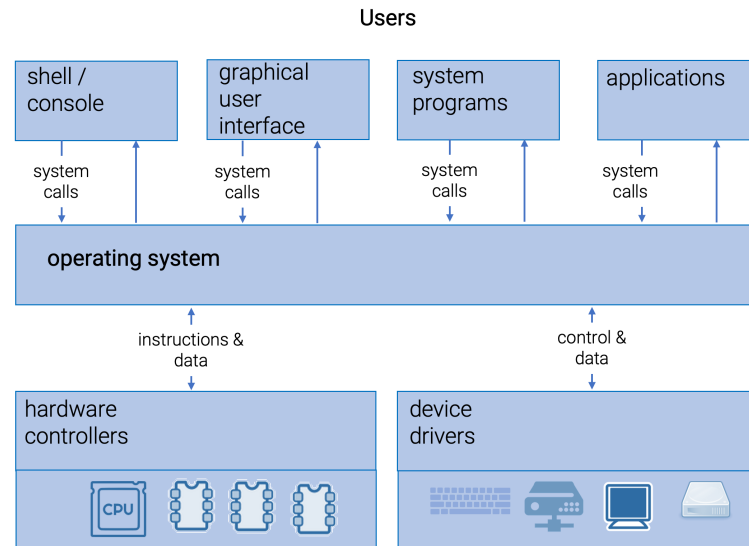 Users
shell /
console
graphical
user
interface
system
programs
applications
system
calls
system
calls
system
calls
system
calls
operating system
instructions &
data
control &
data
hardware
controllers
device
drivers
CPU